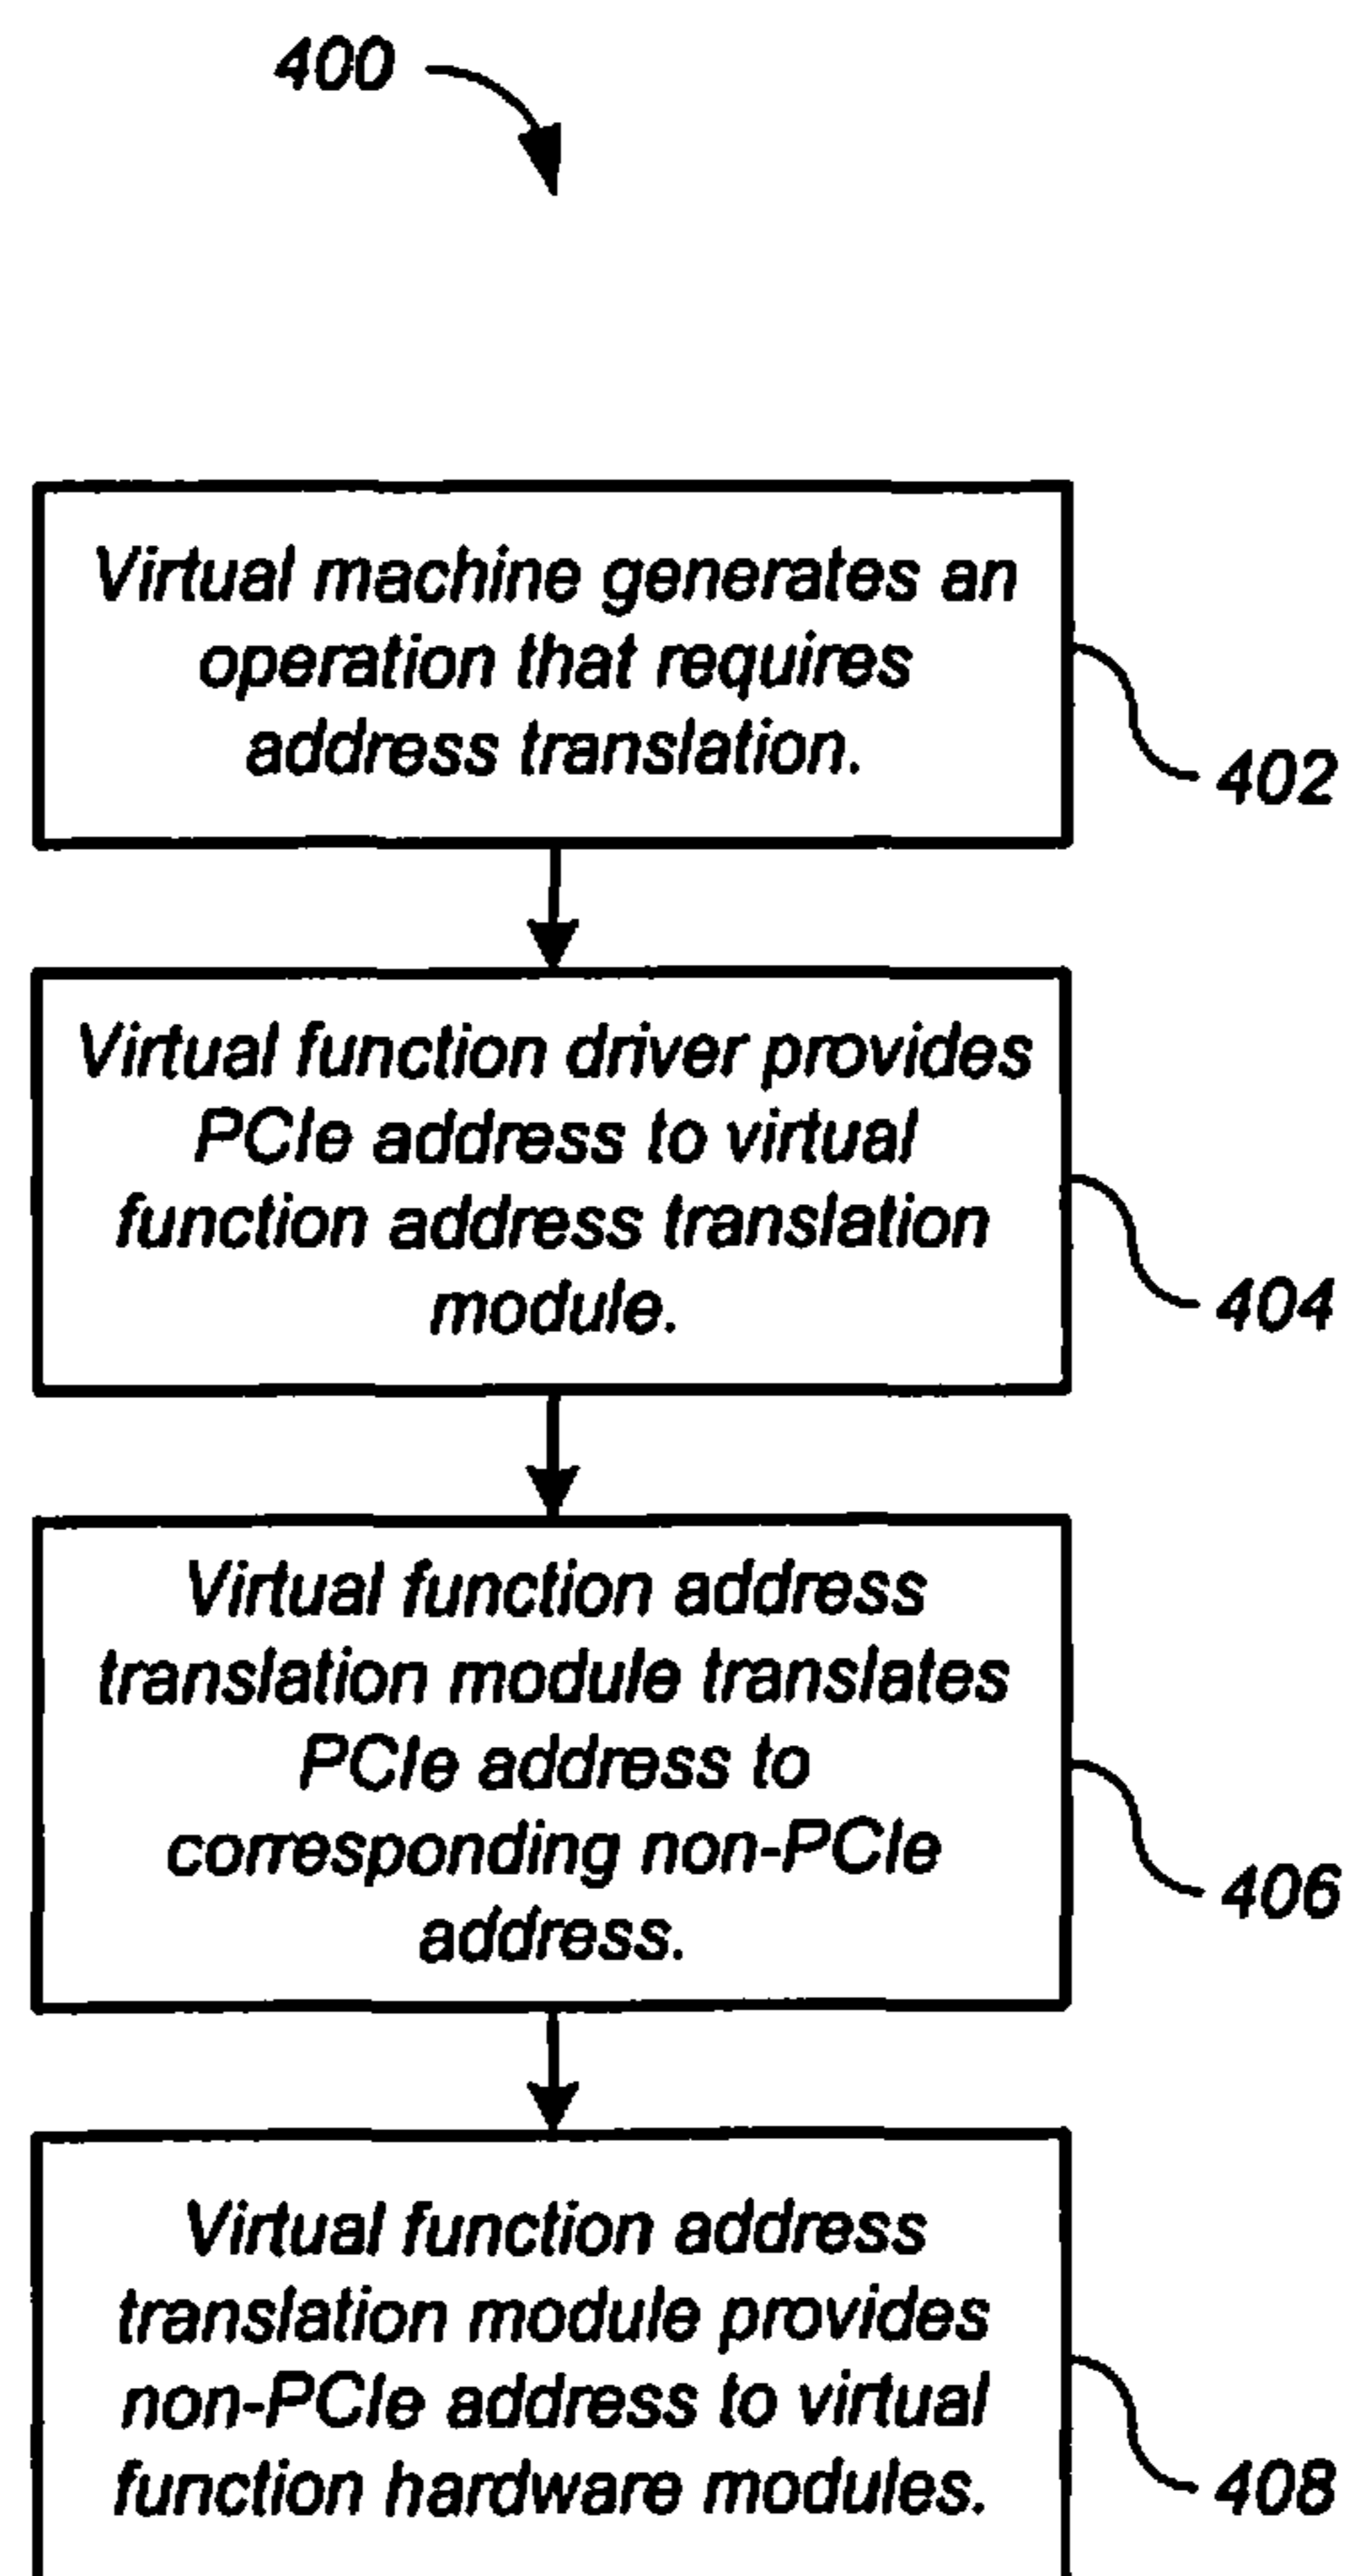 400
Virtual machine generates an
operation that requires
address translation.
402
Virtual function driver provides
PCIe address to virtual
function address translation
module.
404
Virtual function address
translation module translates
PCIe address to
corresponding non-PCIe
address.
406
Virtual function address
translation module provides
non-PCIe address to virtual
function hardware modules.
408